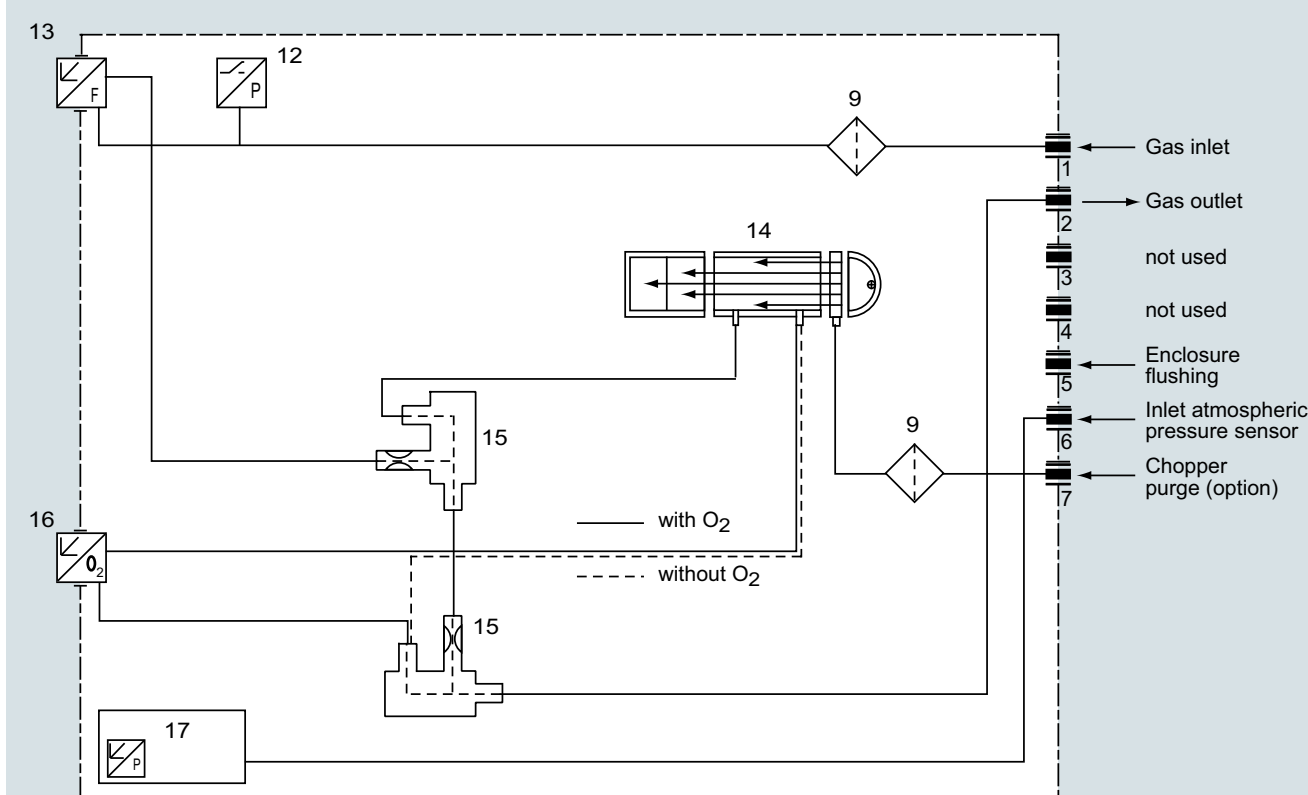 13
12
F
P
9
1
Gas inlet
2
Gas outlet
14
3
not used
4
not used
5
Enclosure
flushing
6
Inlet atmospheric
pressure sensor
15
9
7
Chopper
purge (option)
16
O2
with O2
without O2
15
17
P